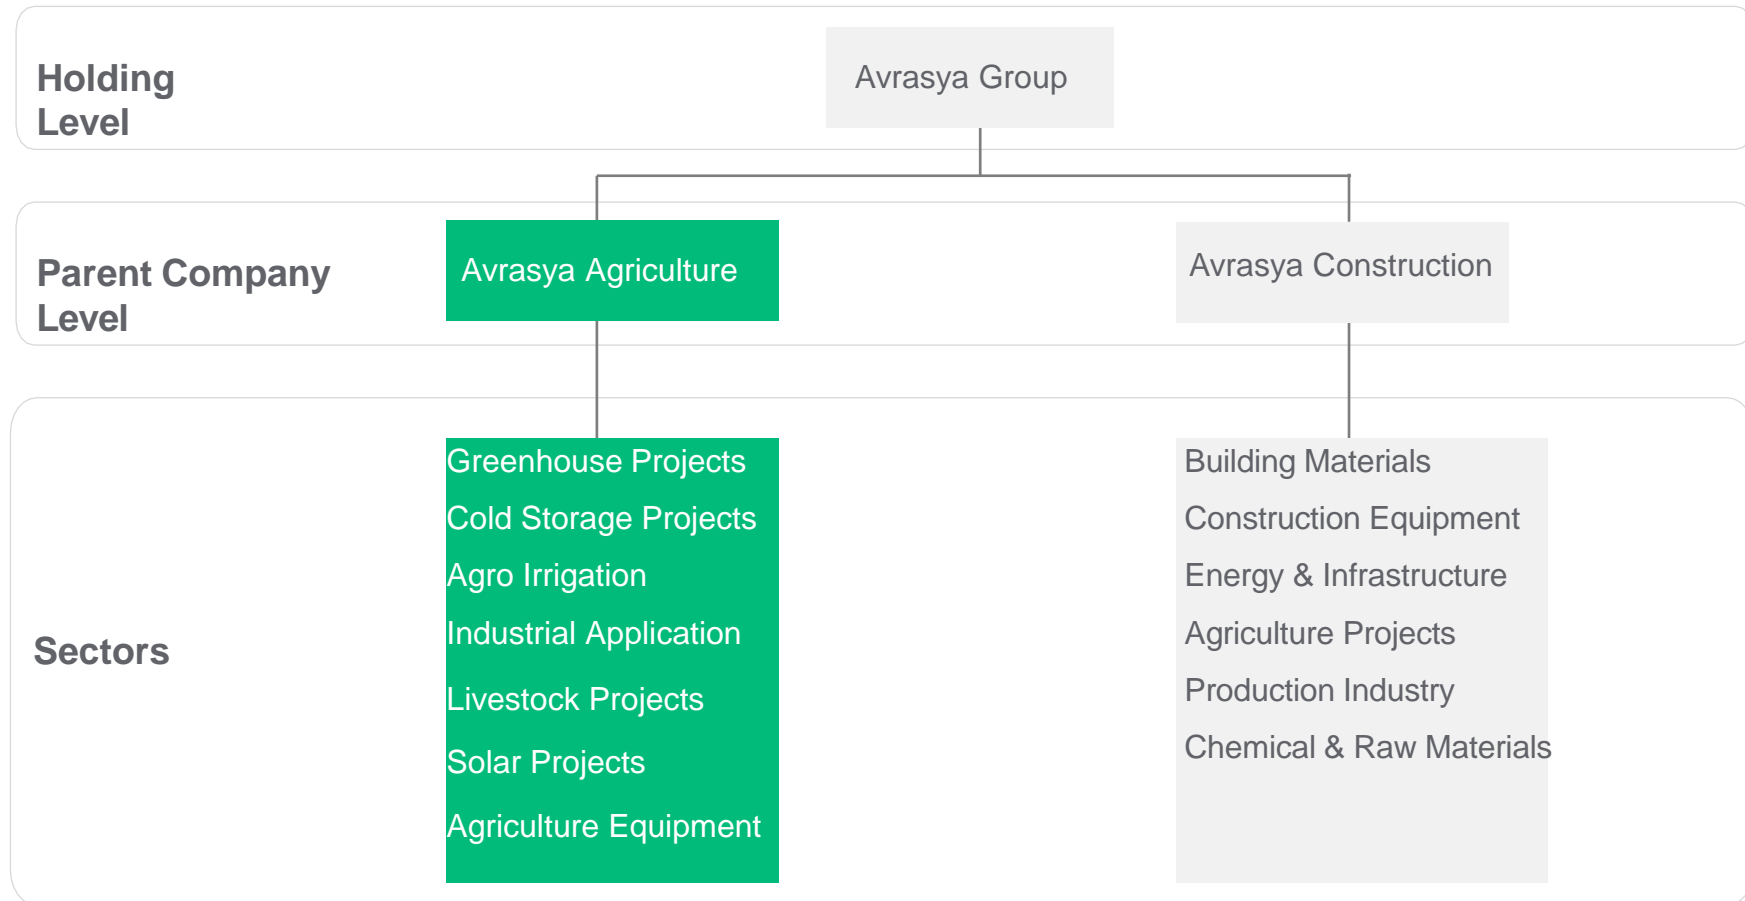 Holding
Level
Avrasya Group
Parent Company
Level
Avrasya Agriculture
Avrasya Construction
Sectors
Greenhouse Projects
Cold Storage Projects
Agro Irrigation
Industrial Application
Livestock Projects
Solar Projects
Agriculture Equipment
Building Materials
Construction Equipment
Energy & Infrastructure
Agriculture Projects
Production Industry
Chemical & Raw Materials